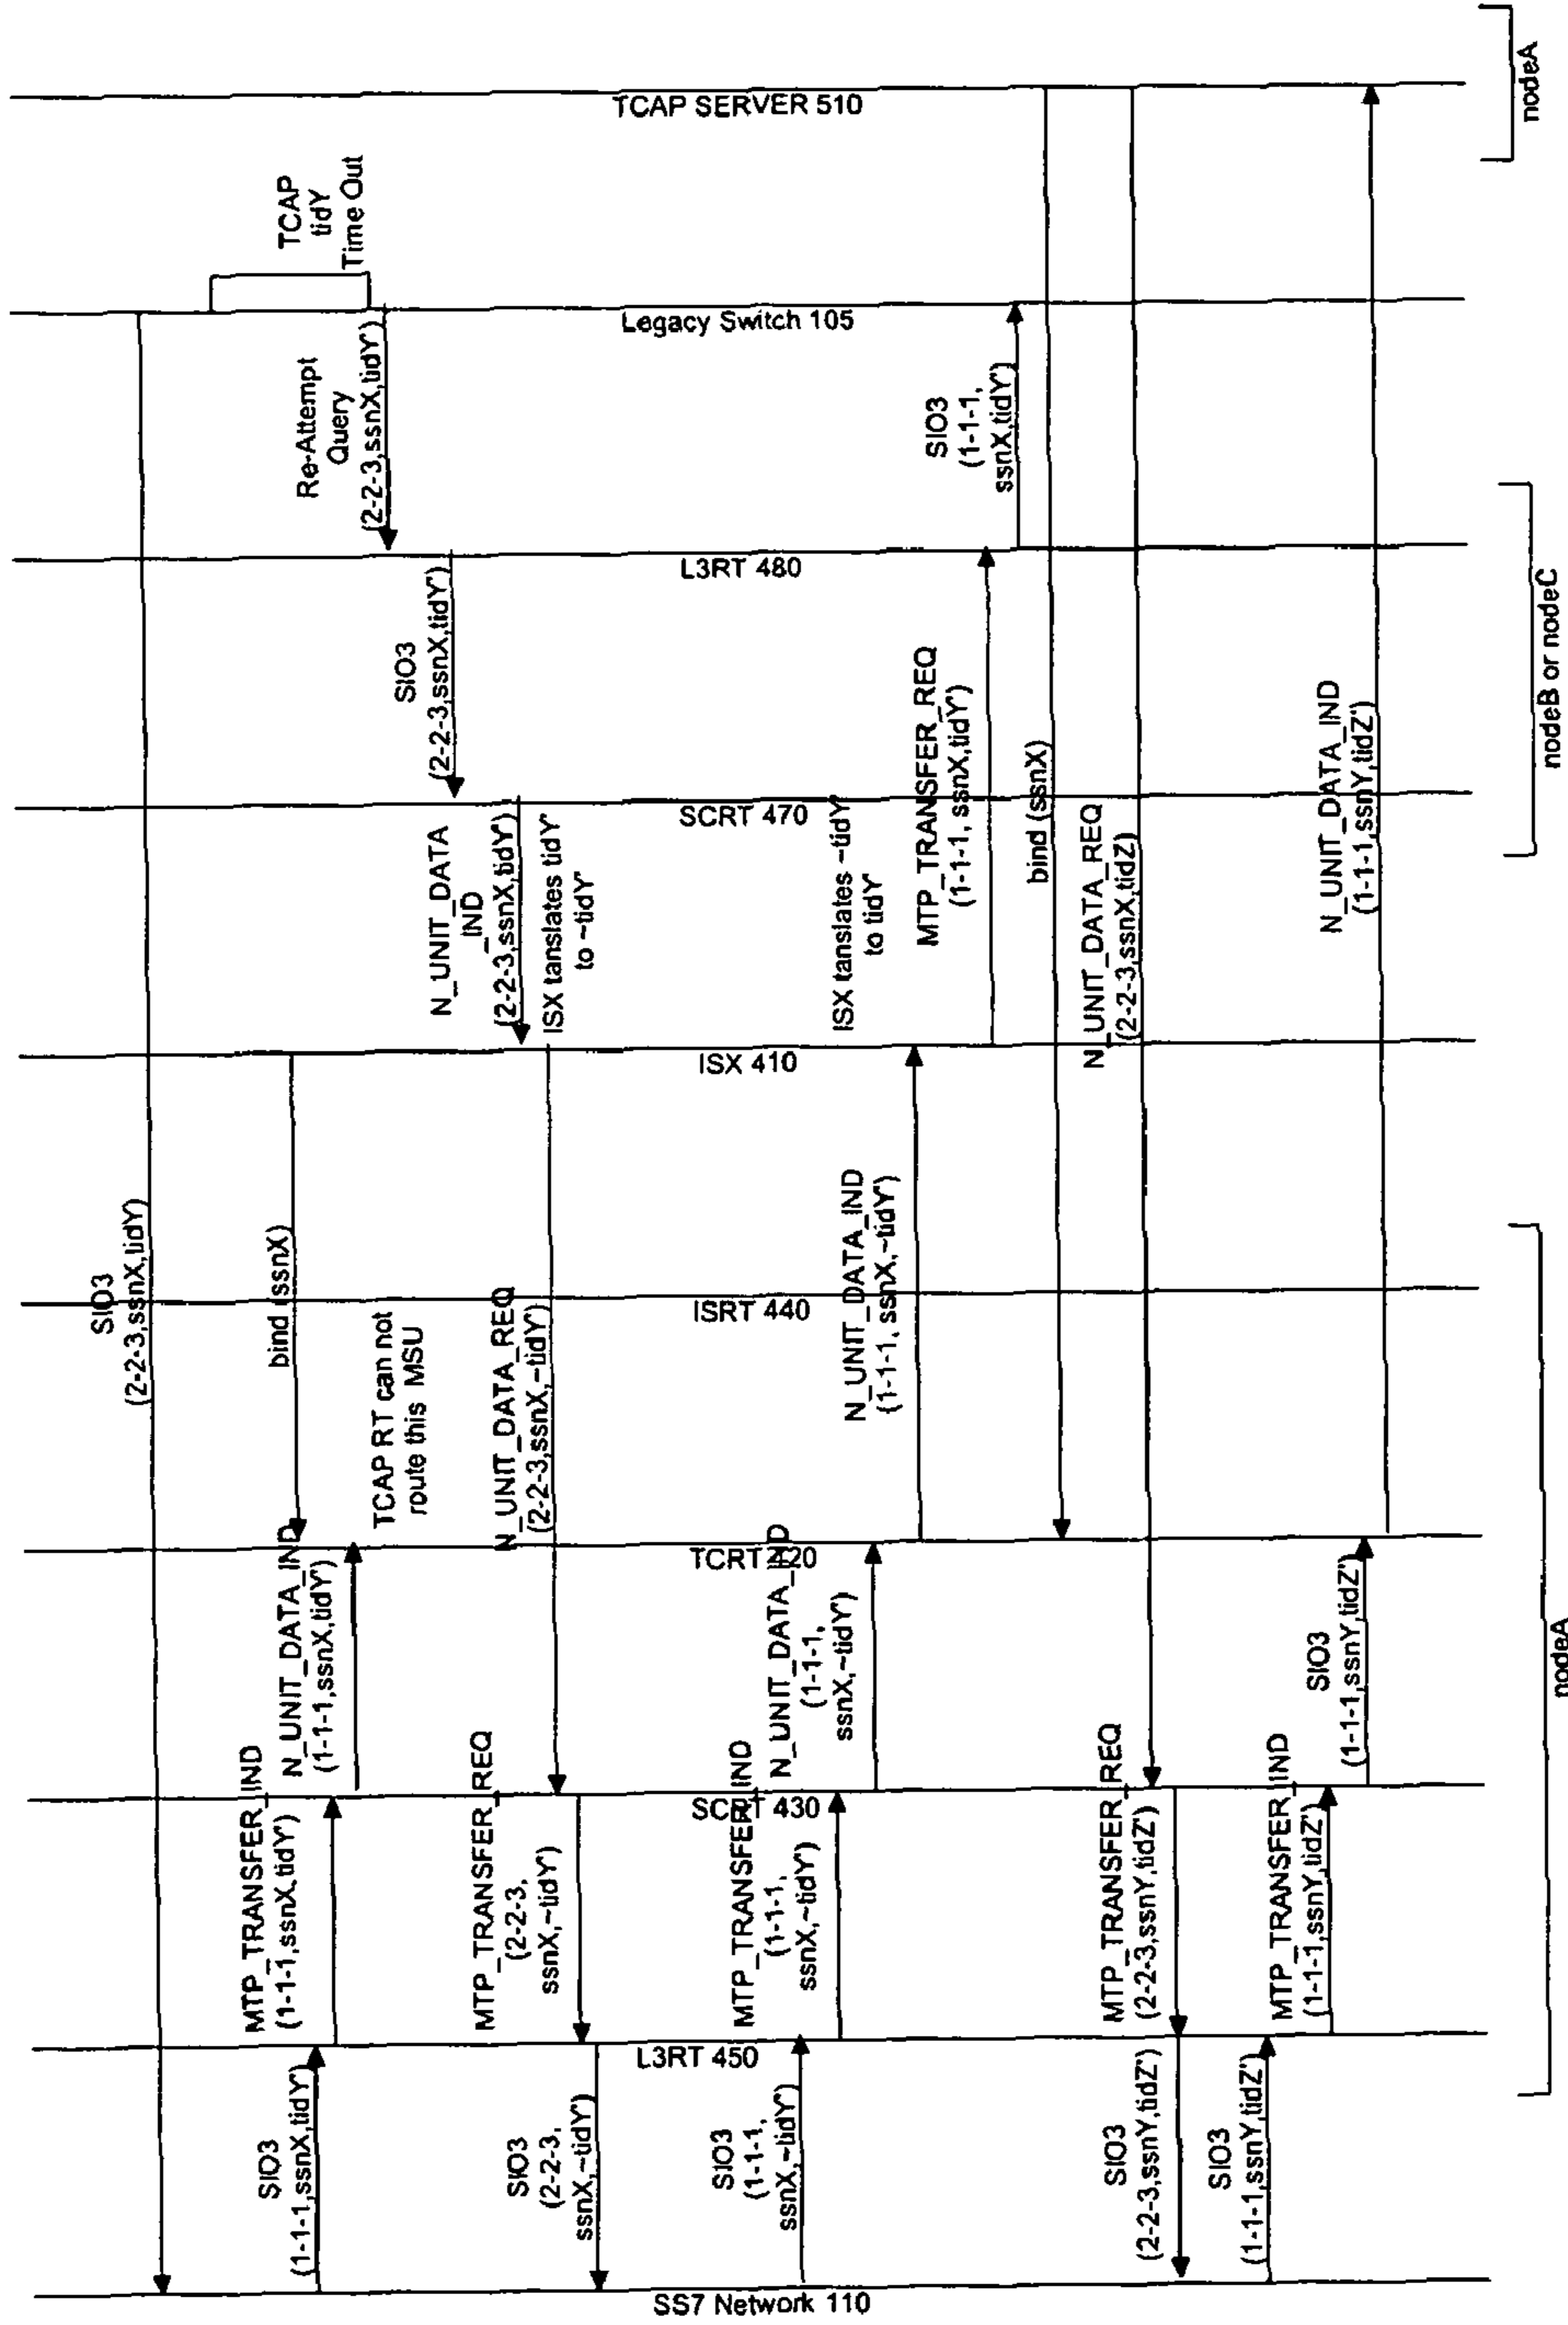 TCAP SERVER 510
nodeA
TCAP
tidY
Time Out
Legacy Switch 105
Re-Attempt
Query
(2-2-3,ssnX,tidY')
SIO3
(1-1-1,
ssnX,tidY')
L3RT 480
SIO3
(2-2-3,ssnX,tidY')
MTP_TRANSFER_REQ
(1-1-1, ssnX,tidY')
bind (ssnX)
N_UNIT_DATA_IND
(1-1-1,ssnY,tidZ')
nodeB or nodeC
SCRT 470
N_UNIT_DATA
_IND
(2-2-3,ssnX,tidY')
ISX tanslates tidY'
to ~tidY'
ISX tanslates ~tidY'
to tidY'
N_UNIT_DATA_REQ
(2-2-3,ssnX,tidZ)
ISX 410
SIO3
(2-2-3,ssnX,tidY)
bind (ssnX)
N_UNIT_DATA_IND
(1-1-1, ssnX,~tidY')
ISRT 440
TCAP RT can not
route this MSU
N_UNIT_DATA_REQ
(2-2-3,ssnX,~tidY')
TCRT 420
N_UNIT_DATA_IND
(1-1-1,ssnX,tidY')
N_UNIT_DATA_IND
(1-1-1,
ssnX,~tidY')
SIO3
(1-1-1,ssnY,tidZ')
nodeA
SCRT 430
MTP_TRANSFER_IND
(1-1-1,ssnX,tidY')
MTP_TRANSFER_REQ
(2-2-3,
ssnX,~tidY')
MTP_TRANSFER_IND
(1-1-1,
ssnX,~tidY')
MTP_TRANSFER_REQ
(2-2-3,ssnY,tidZ')
MTP_TRANSFER_IND
(1-1-1,ssnY,tidZ')
L3RT 450
SIO3
(1-1-1,ssnX,tidY')
SIO3
(2-2-3,
ssnX,~tidY')
SIO3
(1-1-1,
ssnX,~tidY')
SIO3
(2-2-3,ssnY,tidZ')
SIO3
(1-1-1,ssnY,tidZ')
SS7 Network 110